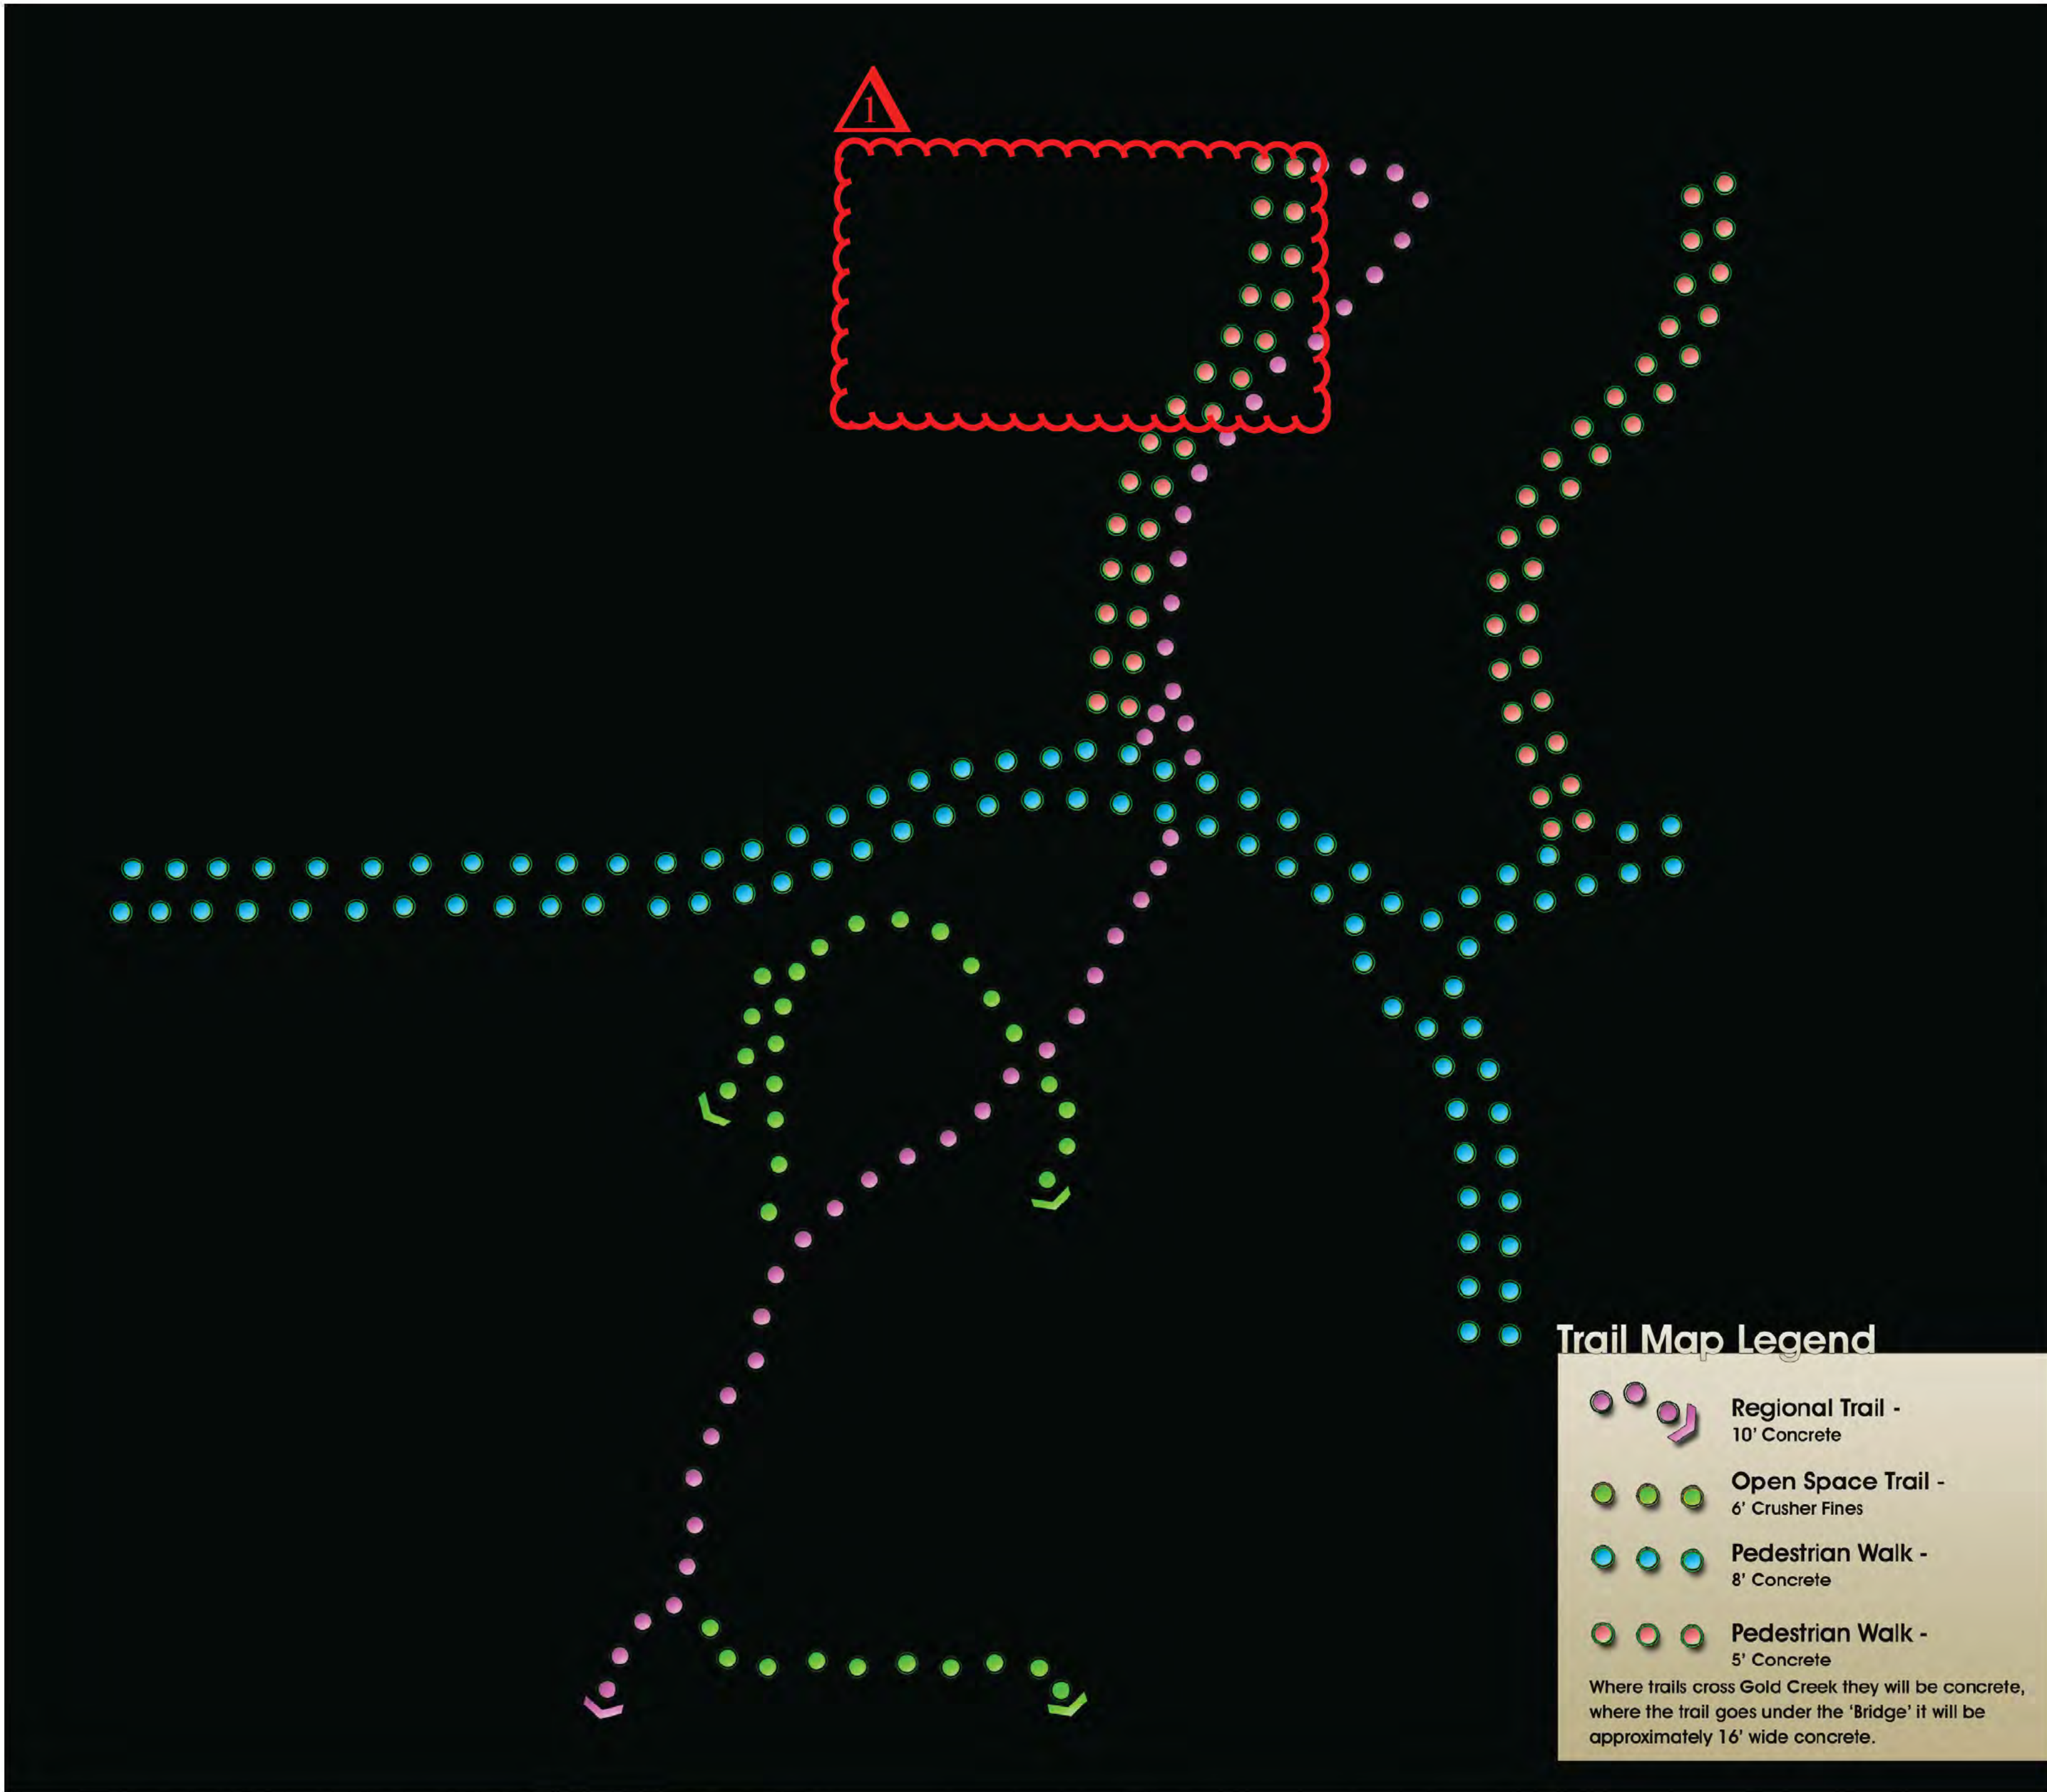 1
Trail Map Legend
Regional Trail -
10' Concrete
Open Space Trail -
6' Crusher Fines
Pedestrian Walk -
8' Concrete
Pedestrian Walk -
5' Concrete
Where trails cross Gold Creek they will be concrete,
where the trail goes under the 'Bridge' it will be
approximately 16' wide concrete.